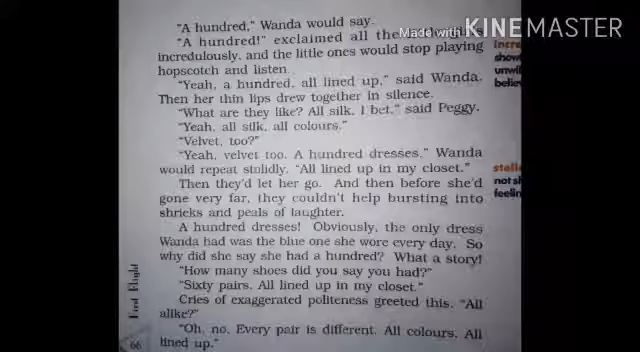 "A hundred," Wanda would say.
"A hundred!" exclaimed all the
incredulously, and the little ones would stop playing
hopscotch and listen.
"Yeah, a hundred, all lined up," said Wanda.
Then her thin lips drew together in silence.
"What are they like? All silk, I bet," said Peggy.
"Yeah, all silk, all colours."
"Velvet, too?"
"Yeah, velvet too. A hundred dresses," Wanda
would repeat stolidly. "All lined up in my closet."
Then they'd let her go. And then before she'd
gone very far, they couldn't help bursting into
shrieks and peals of laughter.
A hundred dresses! Obviously, the only dress
Wanda had was the blue one she wore every day. So
why did she say she had a hundred? What a story!
"How many shoes did you say you had?"
"Sixty pairs. All lined up in my closet."
Cries of exaggerated politeness greeted this. "All
alike?"
"Oh, no. Every pair is different. All colours. All
lined up."
Made with KINEMASTER
First Flight
66